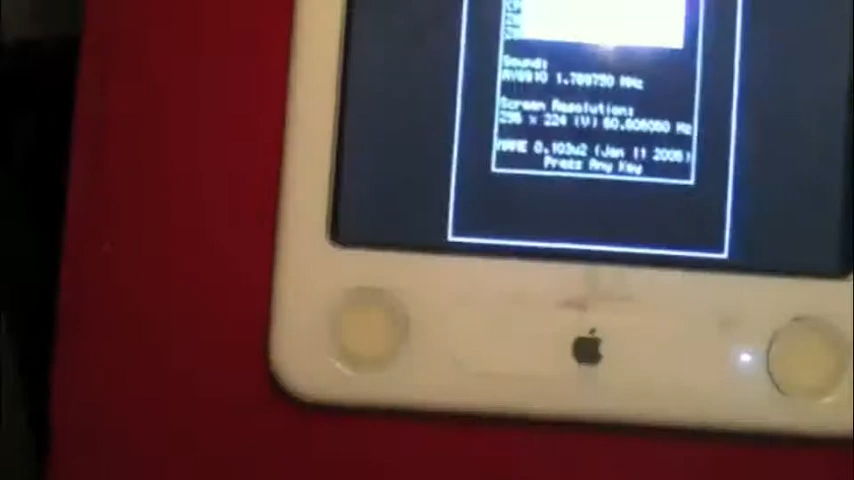 Sound:
AY8910 1.789750 MHz
Screen Resolution:
256 x 224 (V) 60.606060 Hz
MAME 0.103u2 (Jan 11 2006)
Press Any Key